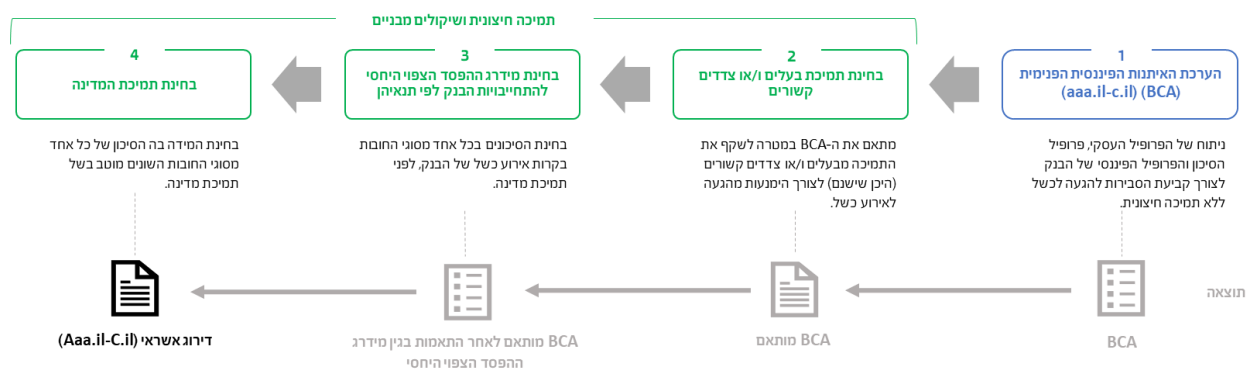 תמיכה חיצונית ושיקולים מבניים
1
הערכת האיתנות הפיננסית הפנימית
(aaa.il-c.il) (BCA)
2
בחינת תמיכת בעלים ו/או צדדים
קשורים
3
בחינת מידרג ההפסד הצפוי היחסי
להתחייבויות הבנק לפי תנאיהן
4
בחינת תמיכת המדינה
ניתוח של הפרופיל העסקי, פרופיל
הסיכון והפרופיל הפיננסי של הבנק
לצורך קביעת הסבירות להגעה לכשל
ללא תמיכה חיצונית.
מתאם את ה-BCA במטרה לשקף את
התמיכה מבעלים ו/או צדדים קשורים
(היכן שישנם) לצורך הימנעות מהגעה
לאירוע כשל.
בחינת הסיכונים בכל אחד מסוגי החובות
בקרות אירוע כשל של הבנק, לפני
תמיכת מדינה.
בחינת המידה בה הסיכון של כל אחד
מסוגי החובות השונים מוטב בשל
תמיכת מדינה.
תוצאה
BCA
BCA מותאם
BCA מותאם לאחר התאמות בגין מידרג
ההפסד הצפוי היחסי
דירוג אשראי (Aaa.il-C.il)